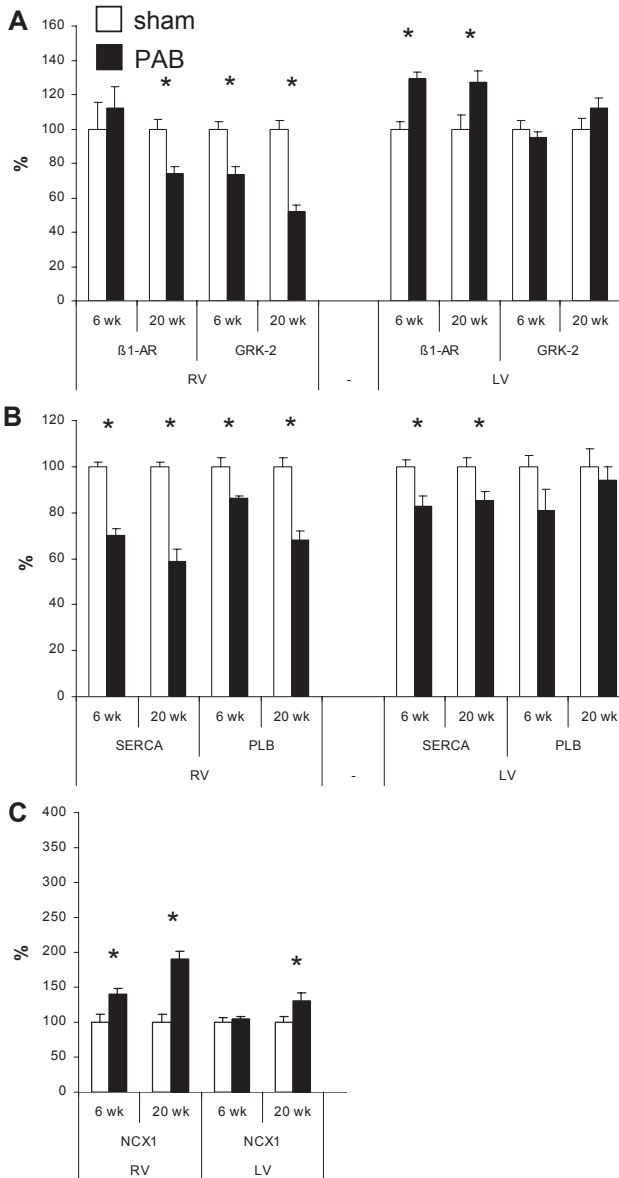 A
sham
PAB
160
140
120
100
80
60
40
20
0
%
* * * * * *
6 wk 20 wk 6 wk 20 wk 6 wk 20 wk 6 wk 20 wk
ß1-AR GRK-2 ß1-AR GRK-2
RV - LV
B
120
100
80
60
40
20
0
%
* * * * * *
6 wk 20 wk 6 wk 20 wk 6 wk 20 wk 6 wk 20 wk
SERCA PLB SERCA PLB
RV - LV
C
400
350
300
250
200
150
100
50
0
%
* * *
6 wk 20 wk 6 wk 20 wk
NCX1 NCX1
RV LV